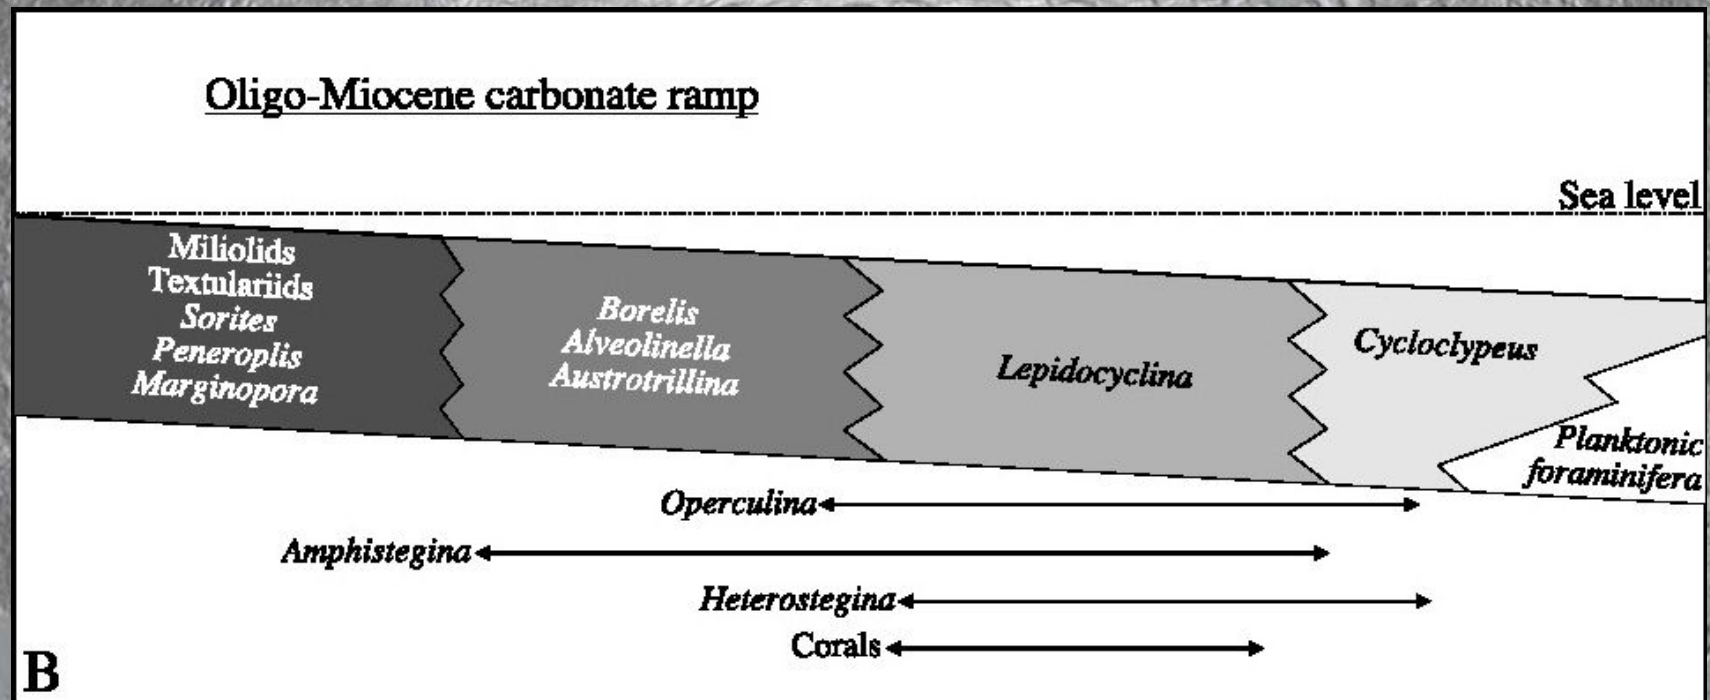 Oligo-Miocene carbonate ramp
Sea level
Miliolids
Textulariids
Sorites
Peneroplis
Marginopora
Borelis
Alveolinella
Austrotrillina
Lepidocyclina
Cycloclypeus
Planktonic
foraminifera
Operculina
Amphistegina
Heterostegina
Corals
B